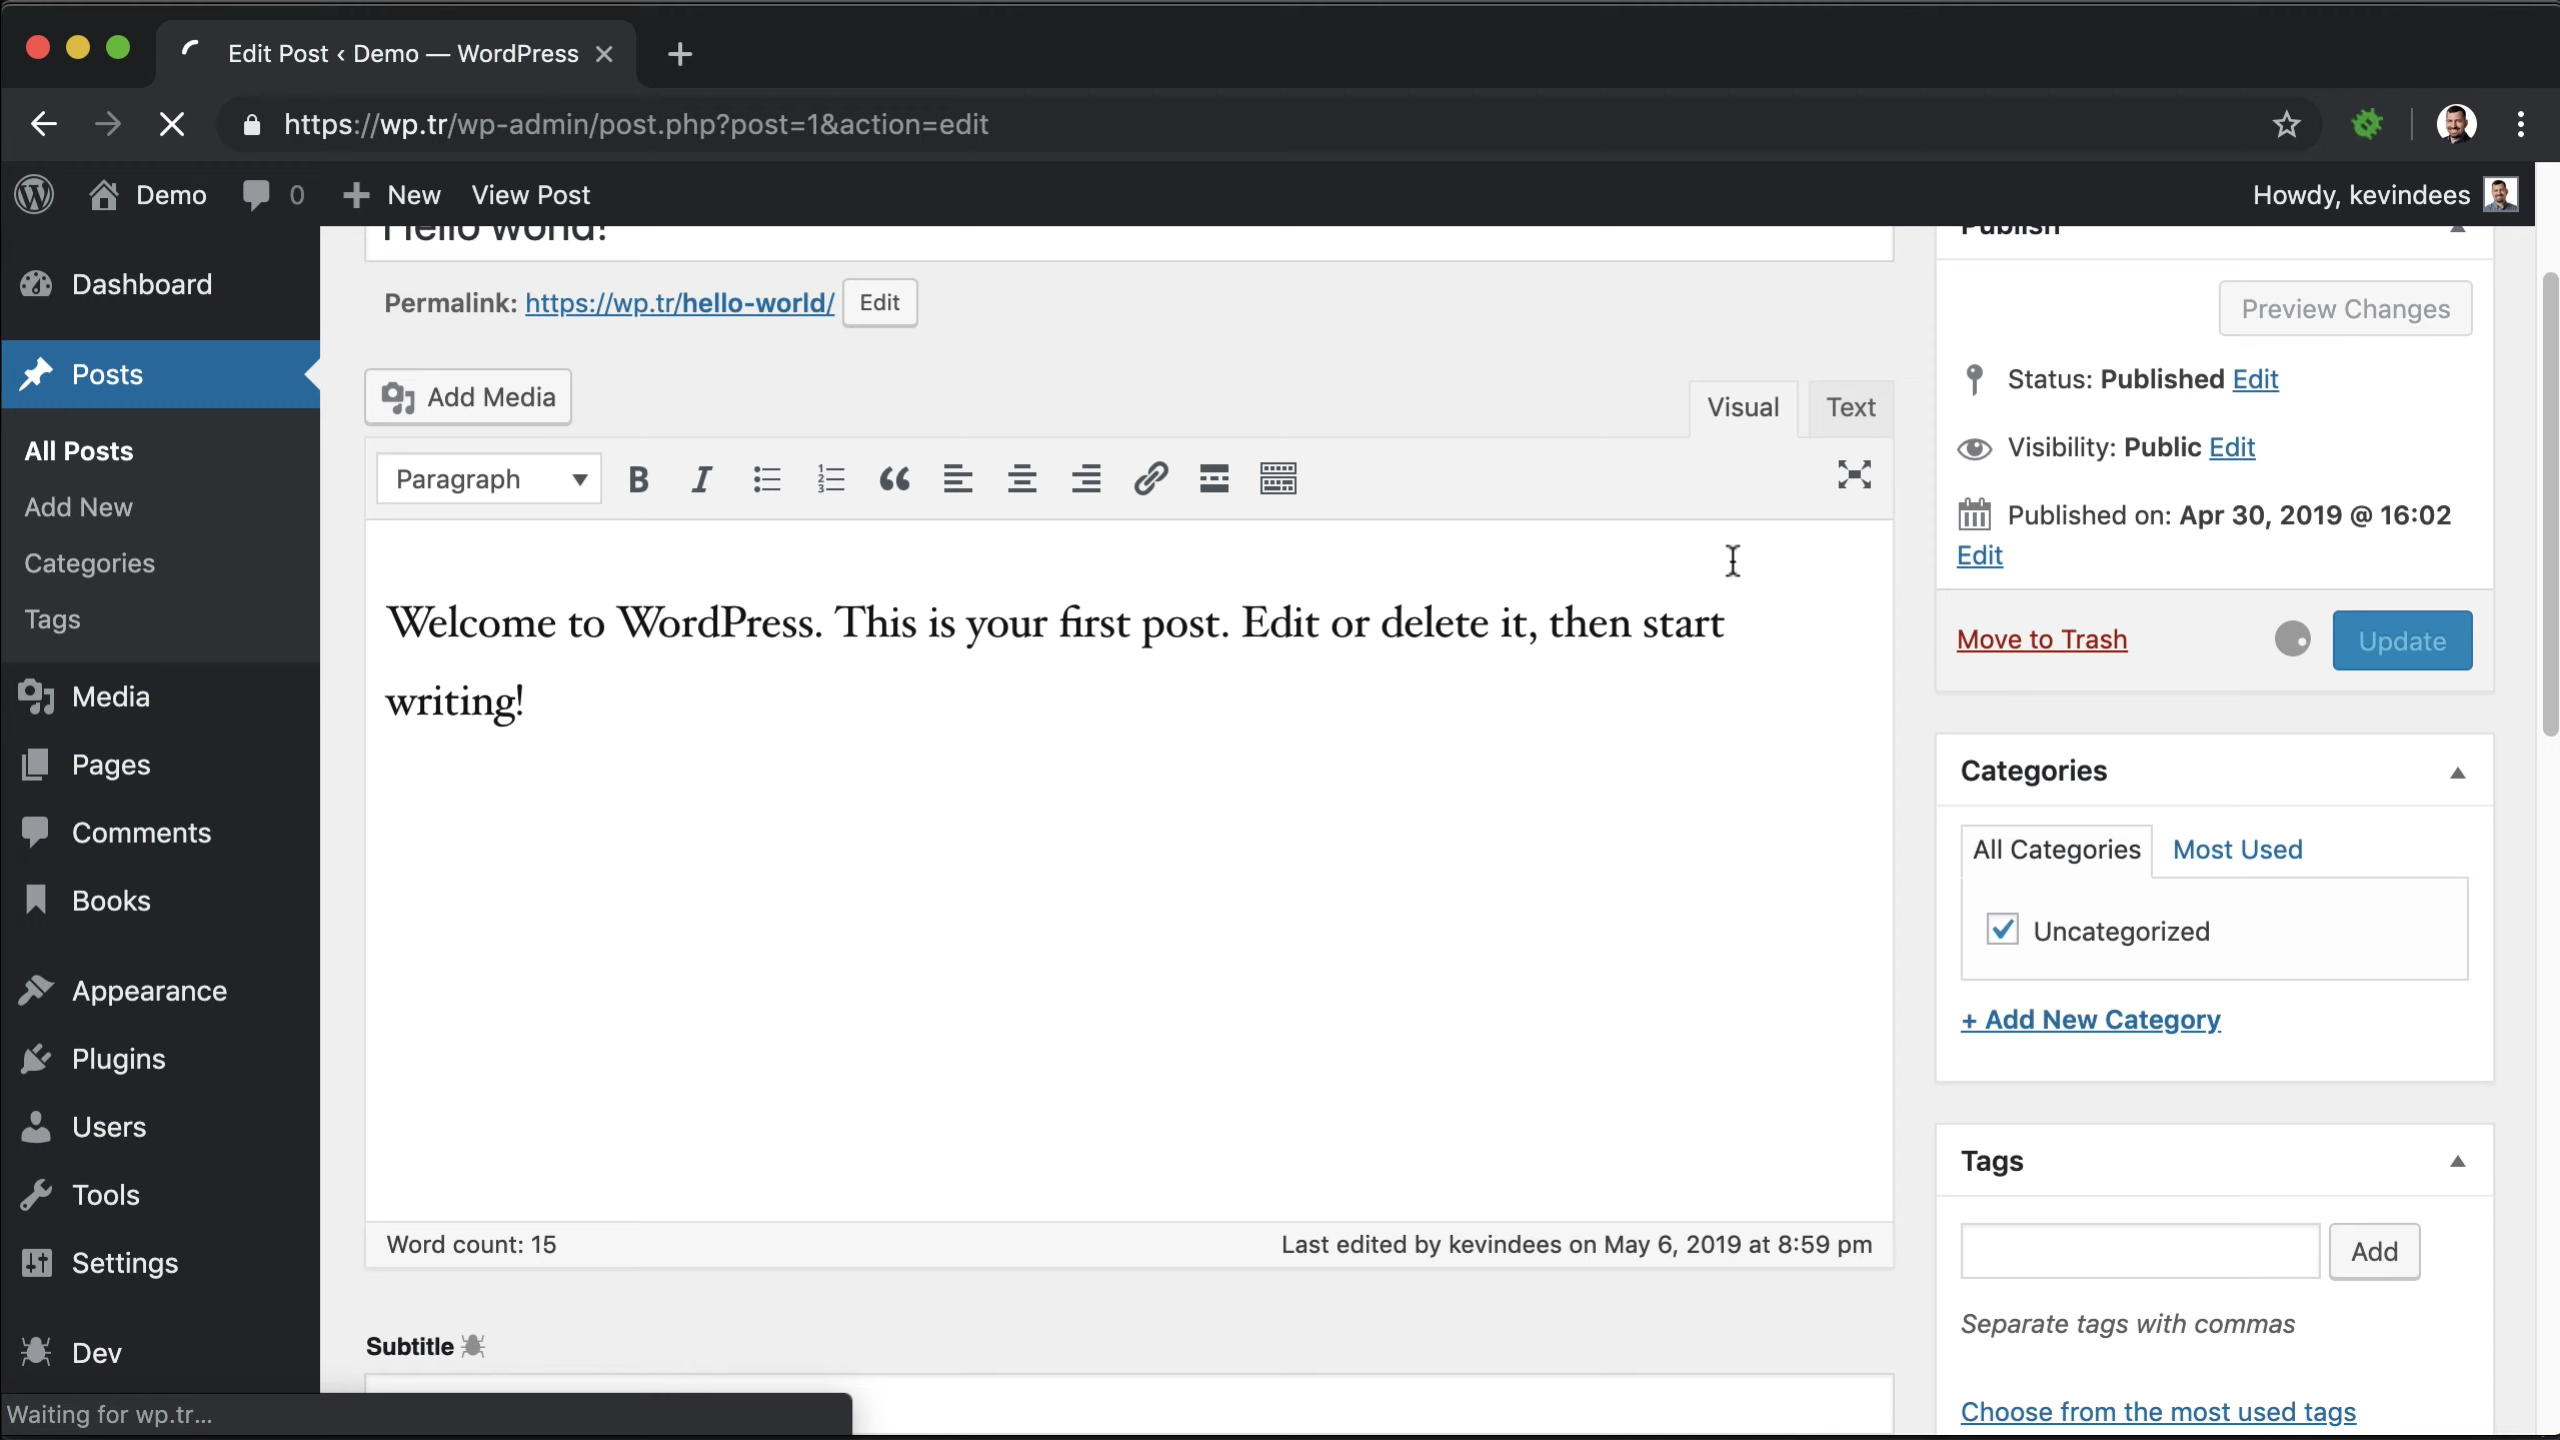 Edit Post ‹ Demo — WordPress
https://wp.tr/wp-admin/post.php?post=1&action=edit
Demo
0
New
View Post
Howdy, kevindees
Dashboard
Posts
All Posts
Add New
Categories
Tags
Media
Pages
Comments
Books
Appearance
Plugins
Users
Tools
Settings
Dev
Waiting for wp.tr...
Hello world!
Permalink: https://wp.tr/hello-world/ Edit
Add Media
Visual
Text
Paragraph
Welcome to WordPress. This is your first post. Edit or delete it, then start
writing!
Word count: 15
Last edited by kevindees on May 6, 2019 at 8:59 pm
Subtitle
Publish
Preview Changes
Status: Published Edit
Visibility: Public Edit
Published on: Apr 30, 2019 @ 16:02
Edit
Move to Trash
Update
Categories
All Categories
Most Used
Uncategorized
+ Add New Category
Tags
Add
Separate tags with commas
Choose from the most used tags